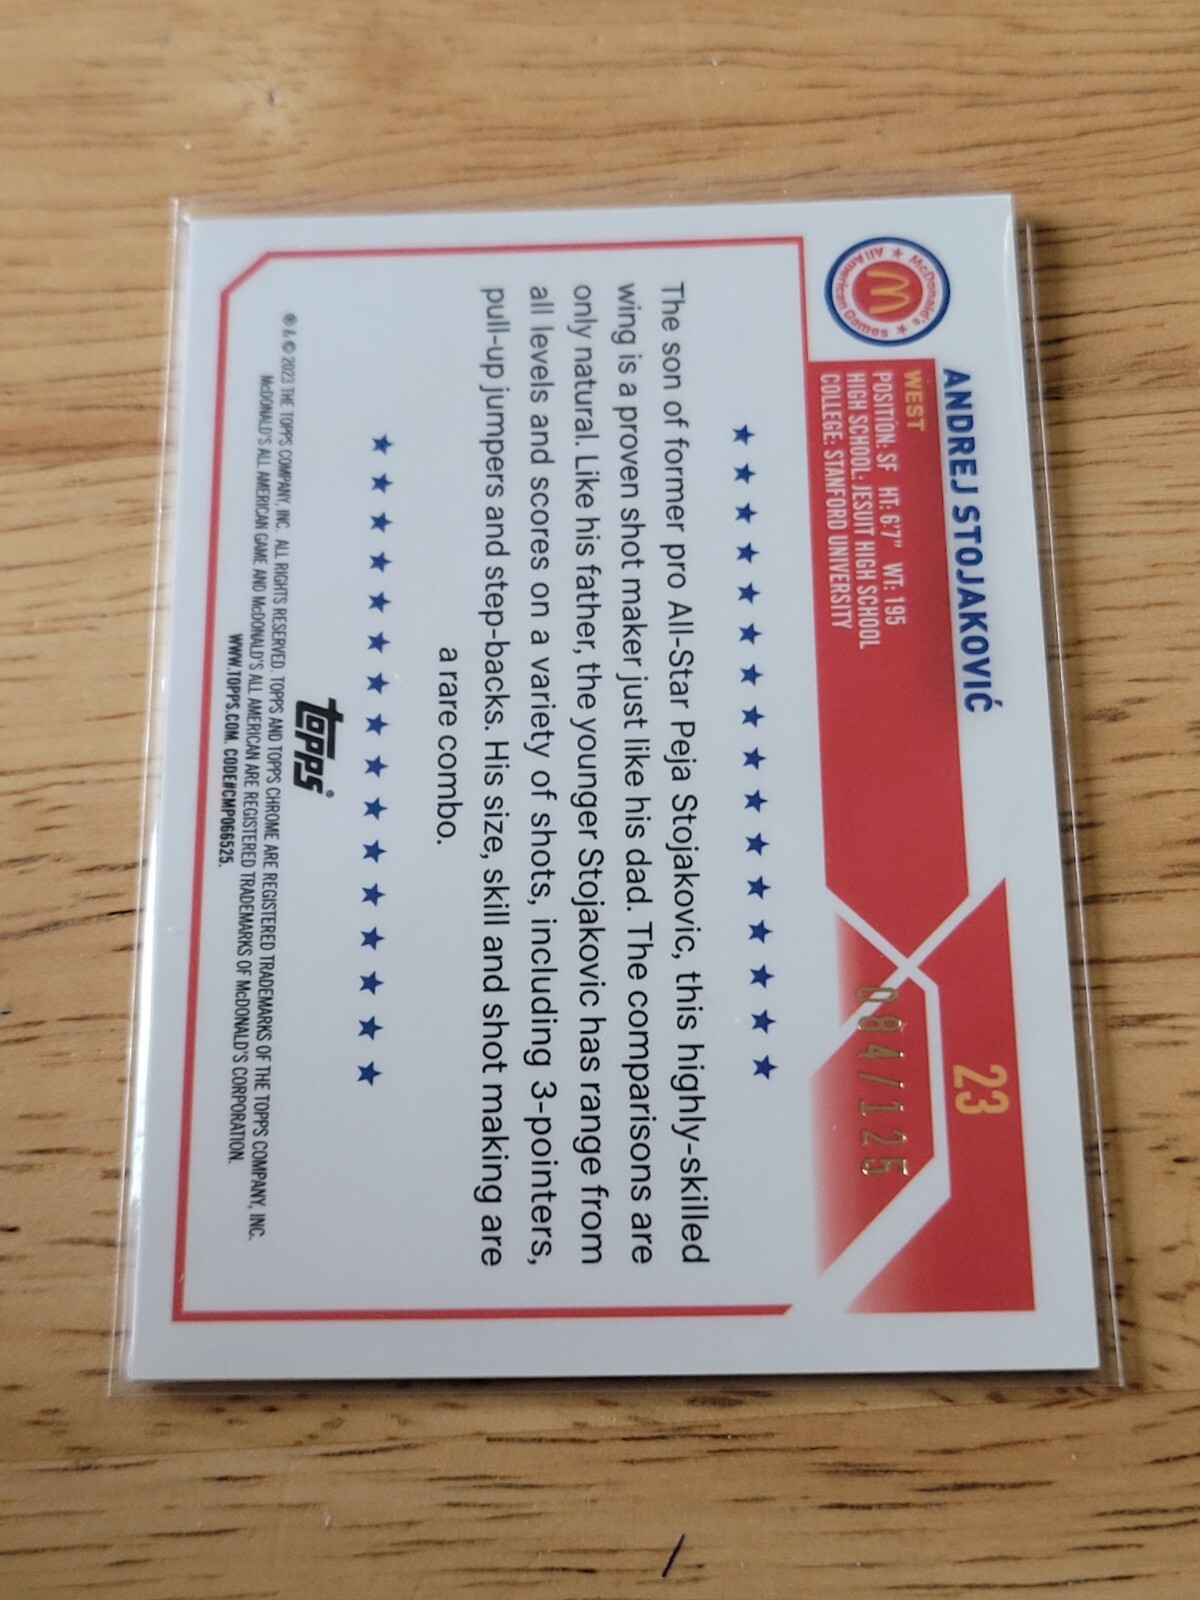 McDonald's
All American Games
M
ANDREJ STOJAKOVIĆ
23
WEST
POSITION: SF HT: 6'7" WT: 195
HIGH SCHOOL: JESUIT HIGH SCHOOL
COLLEGE: STANFORD UNIVERSITY
084/125
The son of former pro All-Star Peja Stojakovic, this highly-skilled
wing is a proven shot maker just like his dad. The comparisons are
only natural. Like his father, the younger Stojakovic has range from
all levels and scores on a variety of shots, including 3-pointers,
pull-up jumpers and step-backs. His size, skill and shot making are
a rare combo.
topps®
® & © 2023 THE TOPPS COMPANY, INC. ALL RIGHTS RESERVED. TOPPS AND TOPPS CHROME ARE REGISTERED TRADEMARKS OF THE TOPPS COMPANY, INC.
McDONALD'S ALL AMERICAN GAME AND McDONALD'S ALL AMERICAN ARE REGISTERED TRADEMARKS OF McDONALD'S CORPORATION.
WWW.TOPPS.COM. CODE#CMP066525.